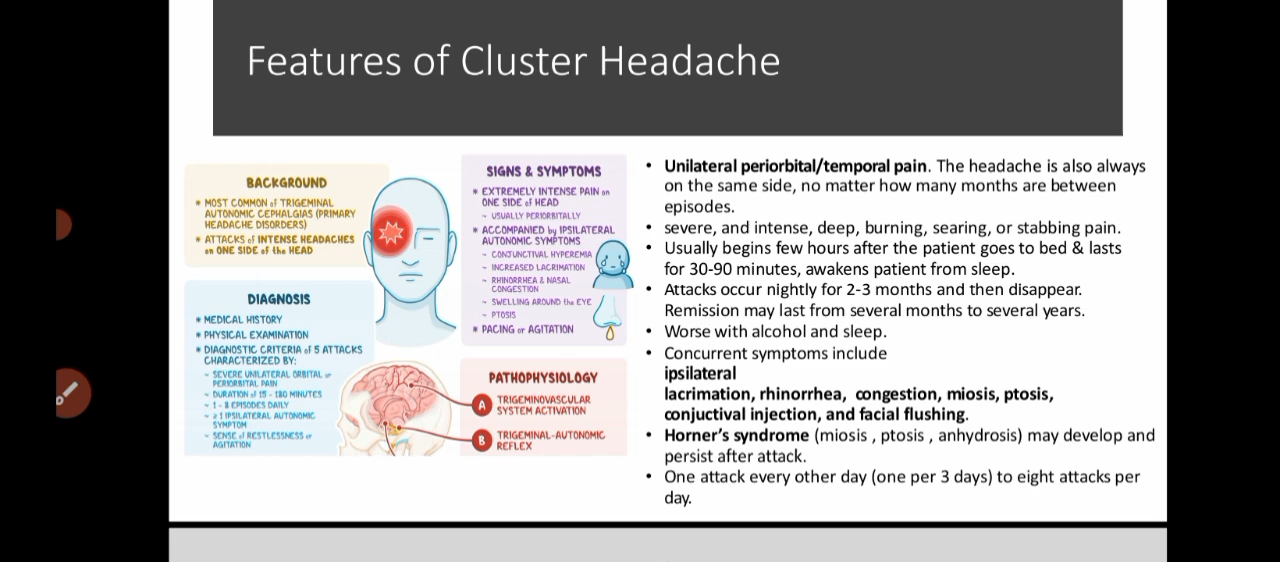 Features of Cluster Headache
BACKGROUND
* MOST COMMON of TRIGEMINAL
AUTONOMIC CEPHALGIAS (PRIMARY
HEADACHE DISORDERS)
* ATTACKS of INTENSE HEADACHES
on ONE SIDE of the HEAD
DIAGNOSIS
* MEDICAL HISTORY
* PHYSICAL EXAMINATION
* DIAGNOSTIC CRITERIA of 5 ATTACKS
CHARACTERIZED BY:
~ SEVERE UNILATERAL ORBITAL or
PERIORBITAL PAIN
~ DURATION of 15 - 180 MINUTES
~ 1 - 8 EPISODES DAILY
~ ≥ 1 IPSILATERAL AUTONOMIC
SYMPTOM
~ SENSE of RESTLESSNESS or
AGITATION
SIGNS & SYMPTOMS
* EXTREMELY INTENSE PAIN on
ONE SIDE of HEAD
~ USUALLY PERIORBITALLY
* ACCOMPANIED by IPSILATERAL
AUTONOMIC SYMPTOMS
~ CONJUNCTIVAL HYPEREMIA
~ INCREASED LACRIMATION
~ RHINORRHEA & NASAL
CONGESTION
~ SWELLING AROUND the EYE
~ PTOSIS
* PACING or AGITATION
PATHOPHYSIOLOGY
A TRIGEMINOVASCULAR
SYSTEM ACTIVATION
B TRIGEMINAL-AUTONOMIC
REFLEX
• Unilateral periorbital/temporal pain. The headache is also always
on the same side, no matter how many months are between
episodes.
• severe, and intense, deep, burning, searing, or stabbing pain.
• Usually begins few hours after the patient goes to bed & lasts
for 30-90 minutes, awakens patient from sleep.
• Attacks occur nightly for 2-3 months and then disappear.
Remission may last from several months to several years.
• Worse with alcohol and sleep.
• Concurrent symptoms include
ipsilateral
lacrimation, rhinorrhea, congestion, miosis, ptosis,
conjuctival injection, and facial flushing.
• Horner's syndrome (miosis , ptosis , anhydrosis) may develop and
persist after attack.
• One attack every other day (one per 3 days) to eight attacks per
day.